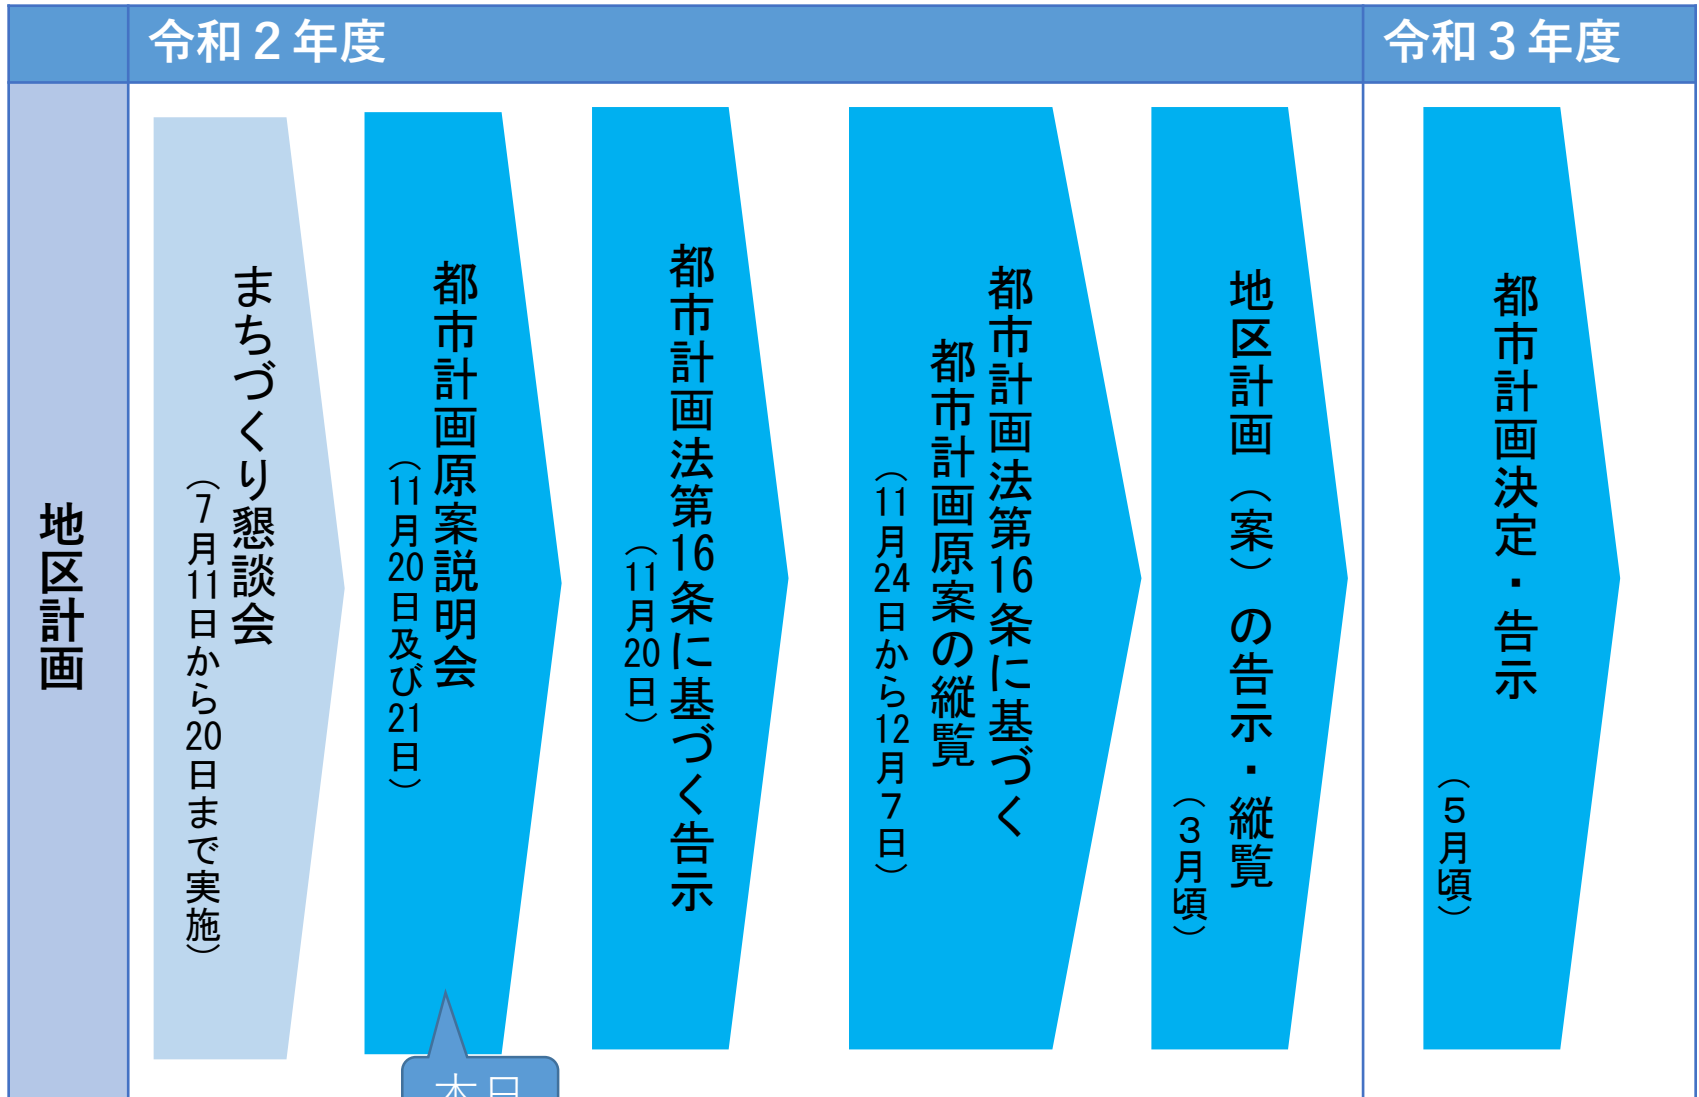 令和２年度
令和３年度
地区計画
まちづくり懇談会
（7月11日から20日まで実施）
都市計画原案説明会
（11月20日及び21日）
都市計画法第16条に基づく告示
（11月20日）
都市計画法第16条に基づく
都市計画原案の縦覧
（11月24日から12月７日）
地区計画（案）の告示・縦覧
（３月頃）
都市計画決定・告示
（５月頃）
本日